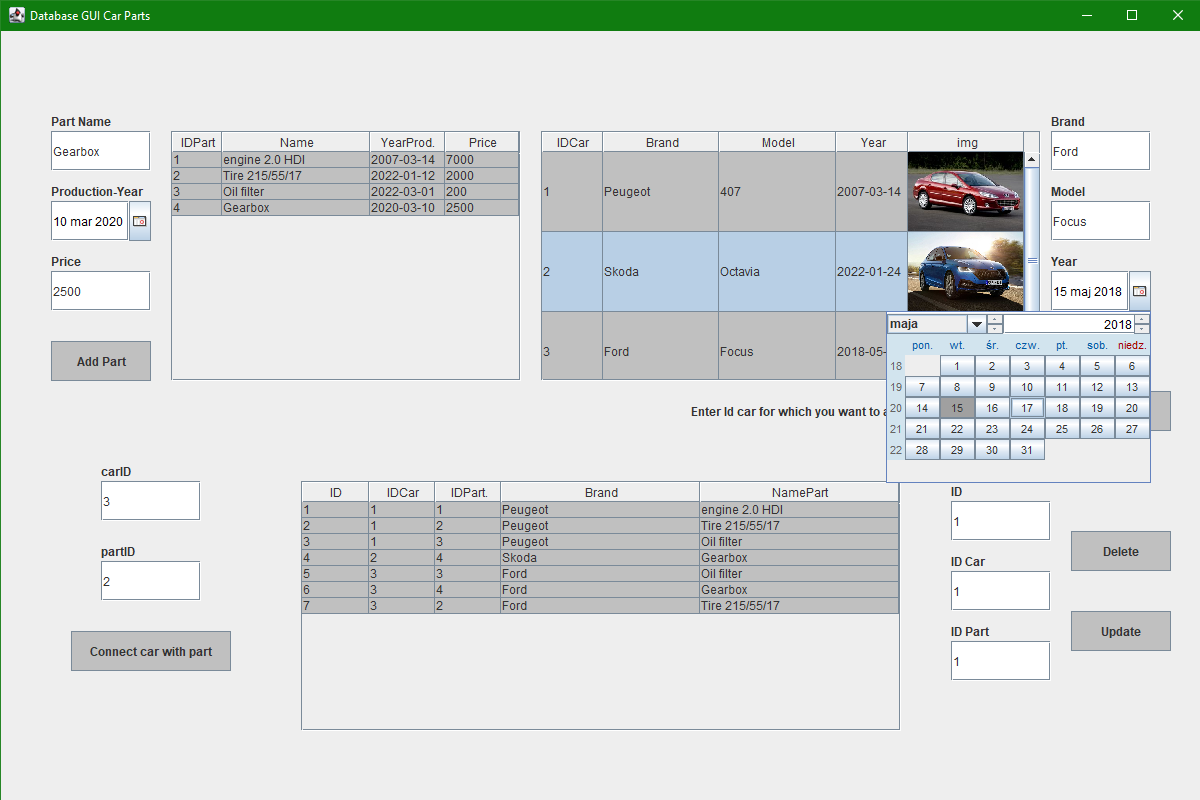 Database GUI Car Parts
Part Name
Gearbox
Production-Year
10 mar 2020
Price
2500
Add Part
IDPart Name YearProd. Price
1 engine 2.0 HDI 2007-03-14 7000
2 Tire 215/55/17 2022-01-12 2000
3 Oil filter 2022-03-01 200
4 Gearbox 2020-03-10 2500
IDCar Brand Model Year img
1 Peugeot 407 2007-03-14
2 Skoda Octavia 2022-01-24
3 Ford Focus 2018-05-
Brand
Ford
Model
Focus
Year
15 maj 2018
maja 2018
pon. wt. śr. czw. pt. sob. niedz.
18 1 2 3 4 5 6
19 7 8 9 10 11 12 13
20 14 15 16 17 18 19 20
21 21 22 23 24 25 26 27
22 28 29 30 31
Enter Id car for which you want to a
carID
3
partID
2
Connect car with part
ID IDCar IDPart. Brand NamePart
1 1 1 Peugeot engine 2.0 HDI
2 1 2 Peugeot Tire 215/55/17
3 1 3 Peugeot Oil filter
4 2 4 Skoda Gearbox
5 3 3 Ford Oil filter
6 3 4 Ford Gearbox
7 3 2 Ford Tire 215/55/17
ID
1
ID Car
1
ID Part
1
Delete
Update